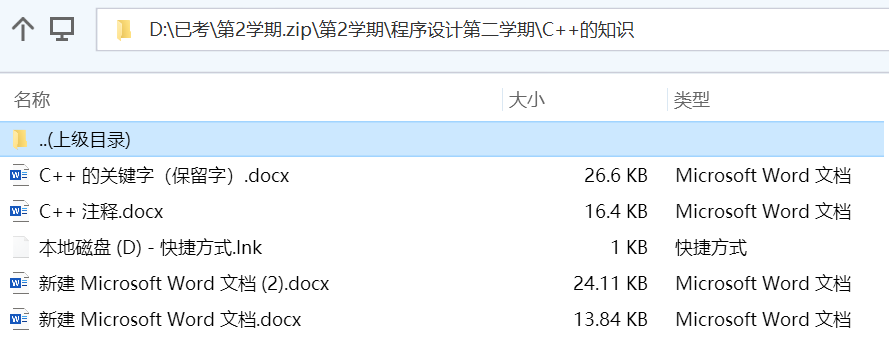 D:\已考\第2学期.zip\第2学期\程序设计第二学期\C++的知识
名称 大小 类型
..(上级目录)
C++ 的关键字（保留字）.docx 26.6 KB Microsoft Word 文档
C++ 注释.docx 16.4 KB Microsoft Word 文档
本地磁盘 (D) - 快捷方式.lnk 1 KB 快捷方式
新建 Microsoft Word 文档 (2).docx 24.11 KB Microsoft Word 文档
新建 Microsoft Word 文档.docx 13.84 KB Microsoft Word 文档